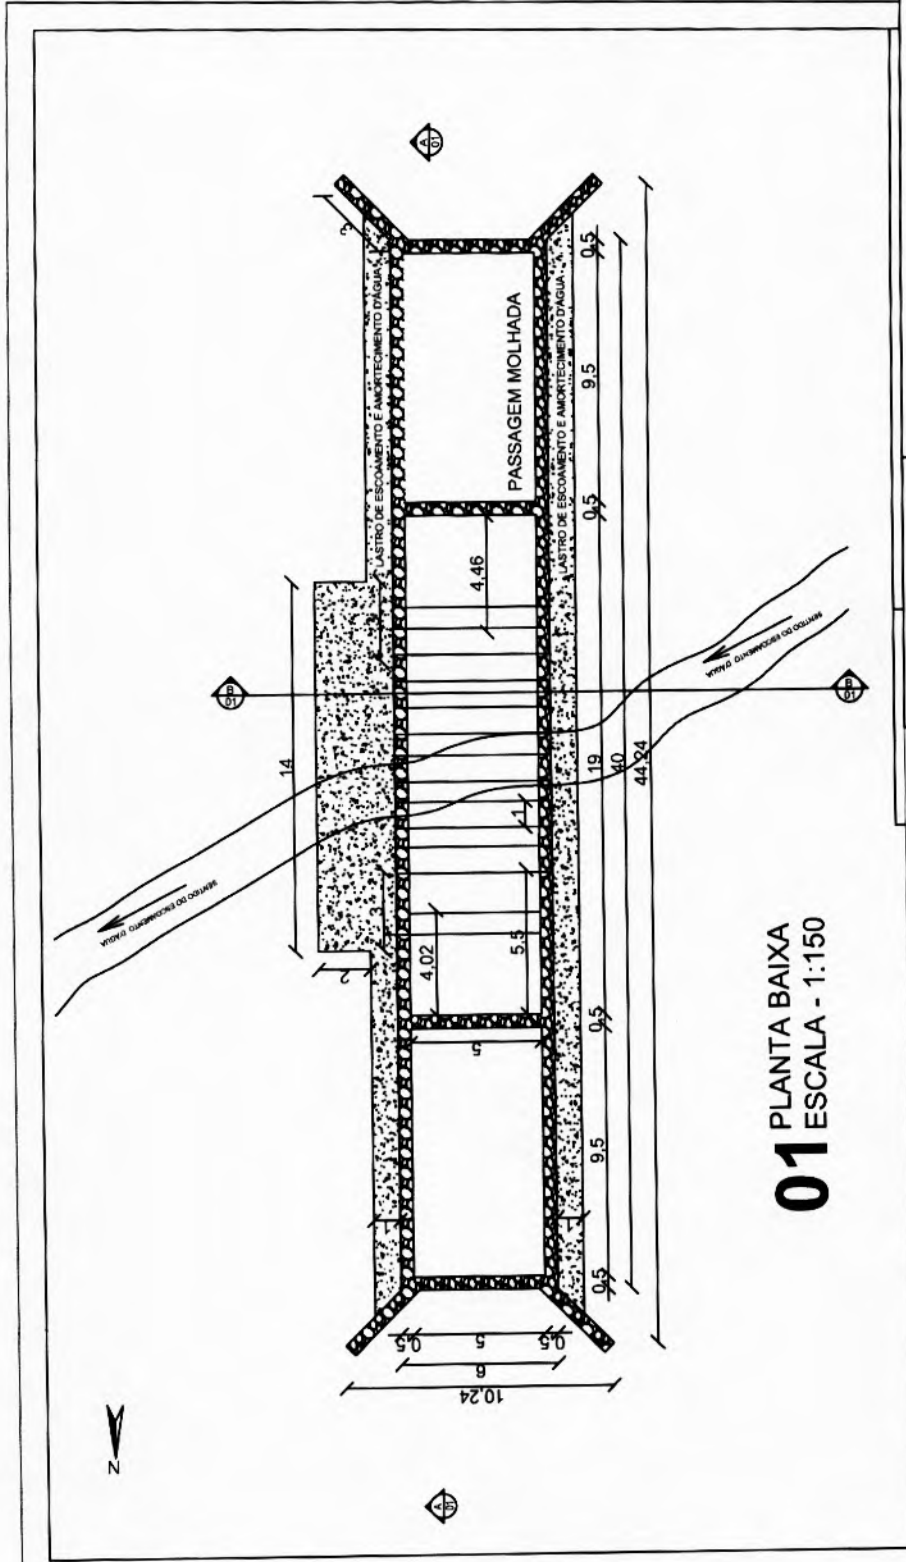 A
01
3
LASTRO DE ESCOAMENTO E AMORTECIMENTO D'ÁGUA
PASSAGEM MOLHADA
LASTRO DE ESCOAMENTO E AMORTECIMENTO D'ÁGUA
0,5
9,5
0,5
4,46
SENTIDO DO ESCOAMENTO D'ÁGUA
B
01
B
01
14
19
40
44,24
1
SENTIDO DO ESCOAMENTO D'ÁGUA
3
2
4,02
5,5
0,5
5
9,5
1
1
0,5
0,5
5
0,5
6
10,24
N
A
01
01 PLANTA BAIXA
ESCALA - 1:150